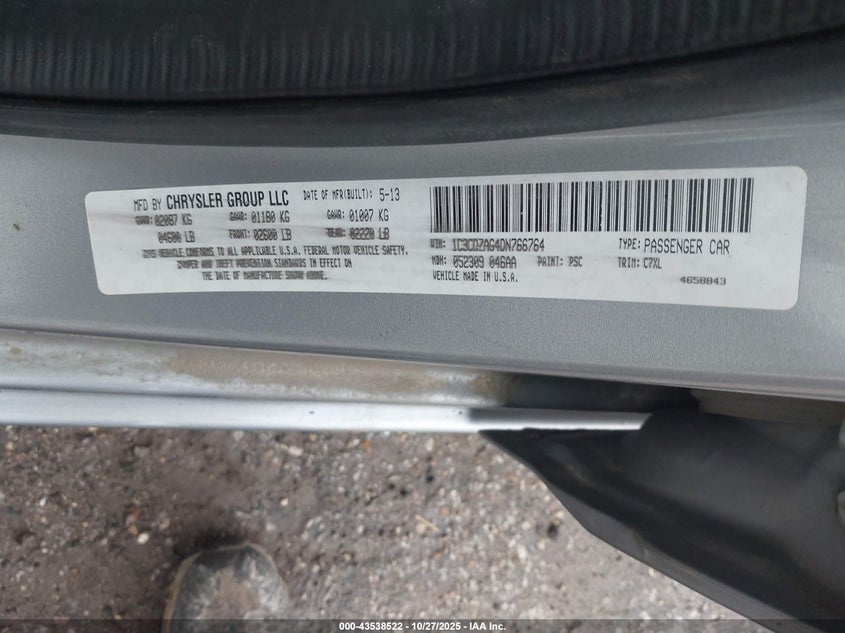 MFD BY CHRYSLER GROUP LLC DATE OF MFR(BUILT): 5-13
GVWR: 02087 KG GAWR: 01180 KG GAWR: 01007 KG
04600 LB FRONT: 02600 LB REAR: 02220 LB
THIS VEHICLE CONFORMS TO ALL APPLICABLE U.S.A. FEDERAL MOTOR VEHICLE SAFETY,
BUMPER AND THEFT PREVENTION STANDARDS IN EFFECT ON
THE DATE OF MANUFACTURE SHOWN ABOVE.
VIN: 1C3CDZAG4DN766764 TYPE: PASSENGER CAR
MDH: 052309 046AA PAINT: PSC TRIM: C7XL
VEHICLE MADE IN U.S.A. 4658843
000-43538522 | 10/27/2025 | IAA Inc.